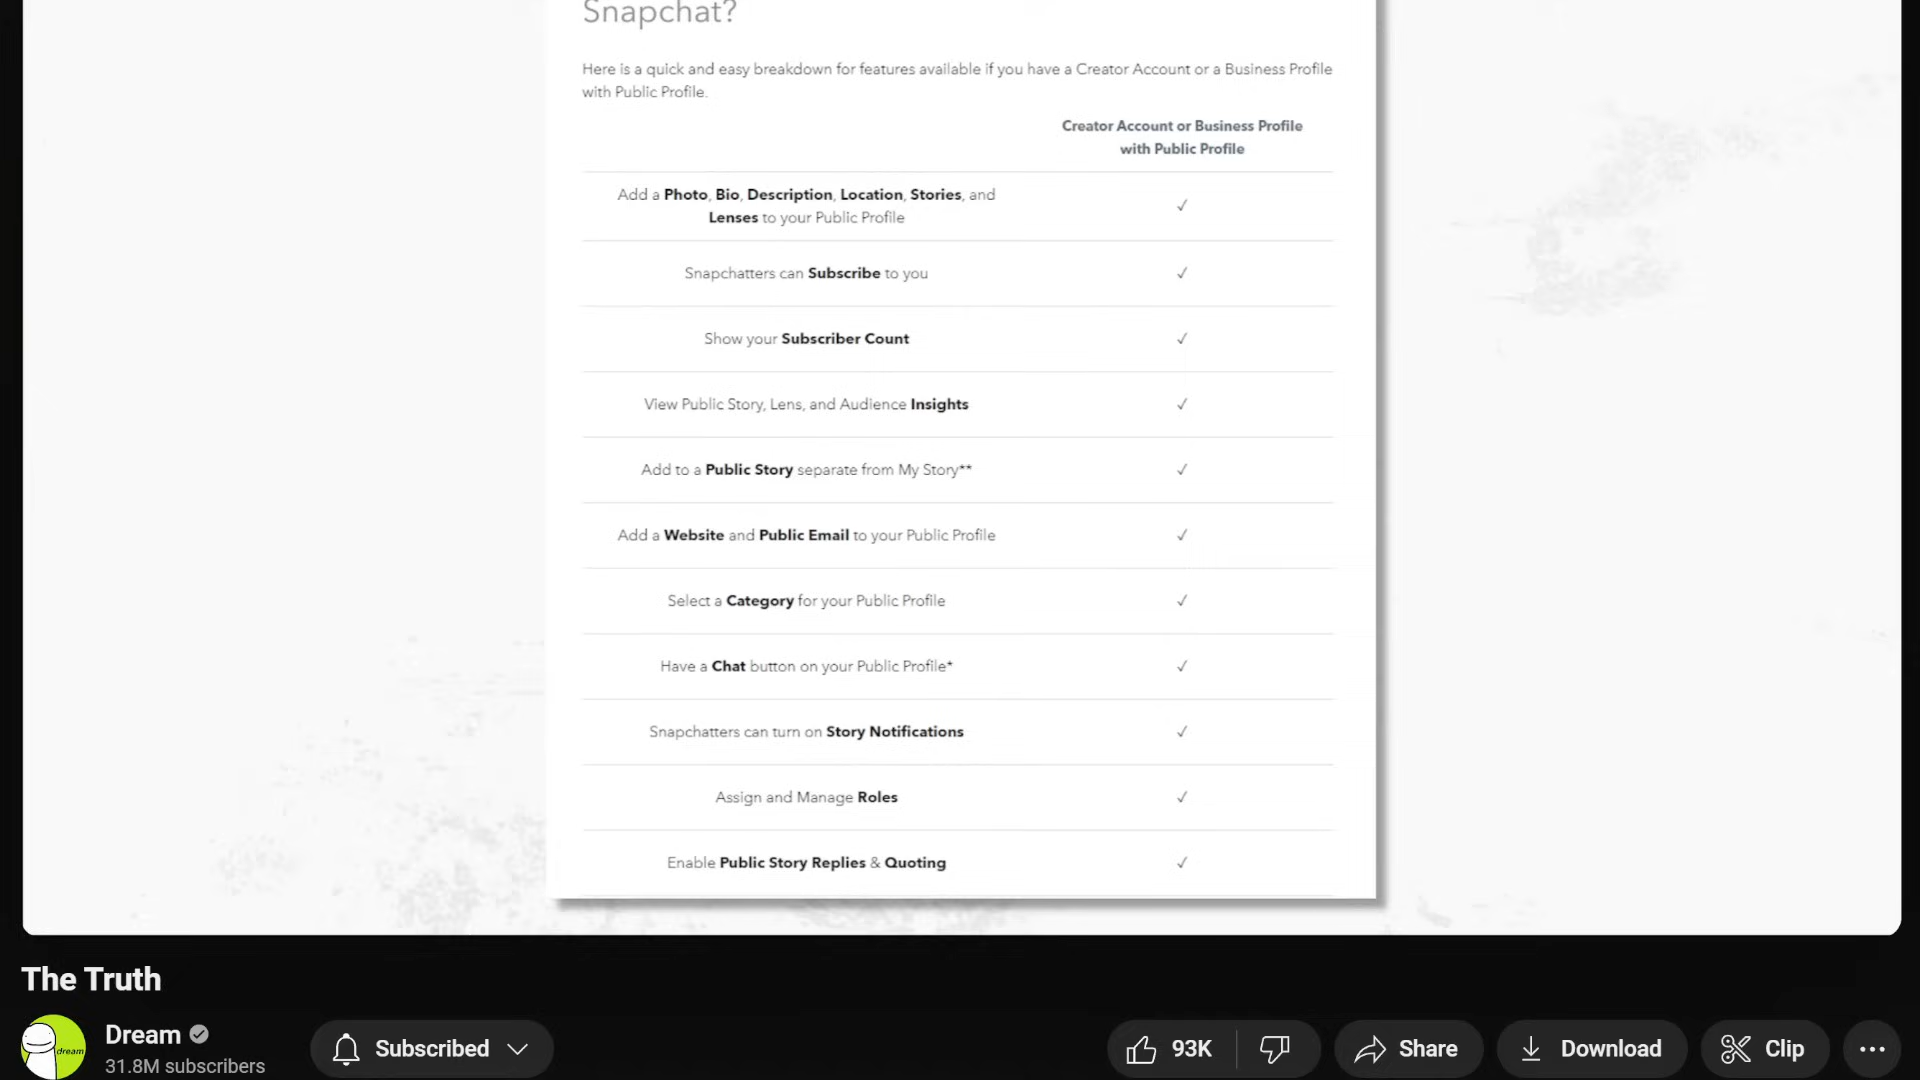 Snapchat?
Here is a quick and easy breakdown for features available if you have a Creator Account or a Business Profile
with Public Profile.
Creator Account or Business Profile
with Public Profile
Add a Photo, Bio, Description, Location, Stories, and
Lenses to your Public Profile
✓
Snapchatters can Subscribe to you
✓
Show your Subscriber Count
✓
View Public Story, Lens, and Audience Insights
✓
Add to a Public Story separate from My Story**
✓
Add a Website and Public Email to your Public Profile
✓
Select a Category for your Public Profile
✓
Have a Chat button on your Public Profile*
✓
Snapchatters can turn on Story Notifications
✓
Assign and Manage Roles
✓
Enable Public Story Replies & Quoting
✓
The Truth
dream
Dream
31.8M subscribers
Subscribed
93K
Share
Download
Clip